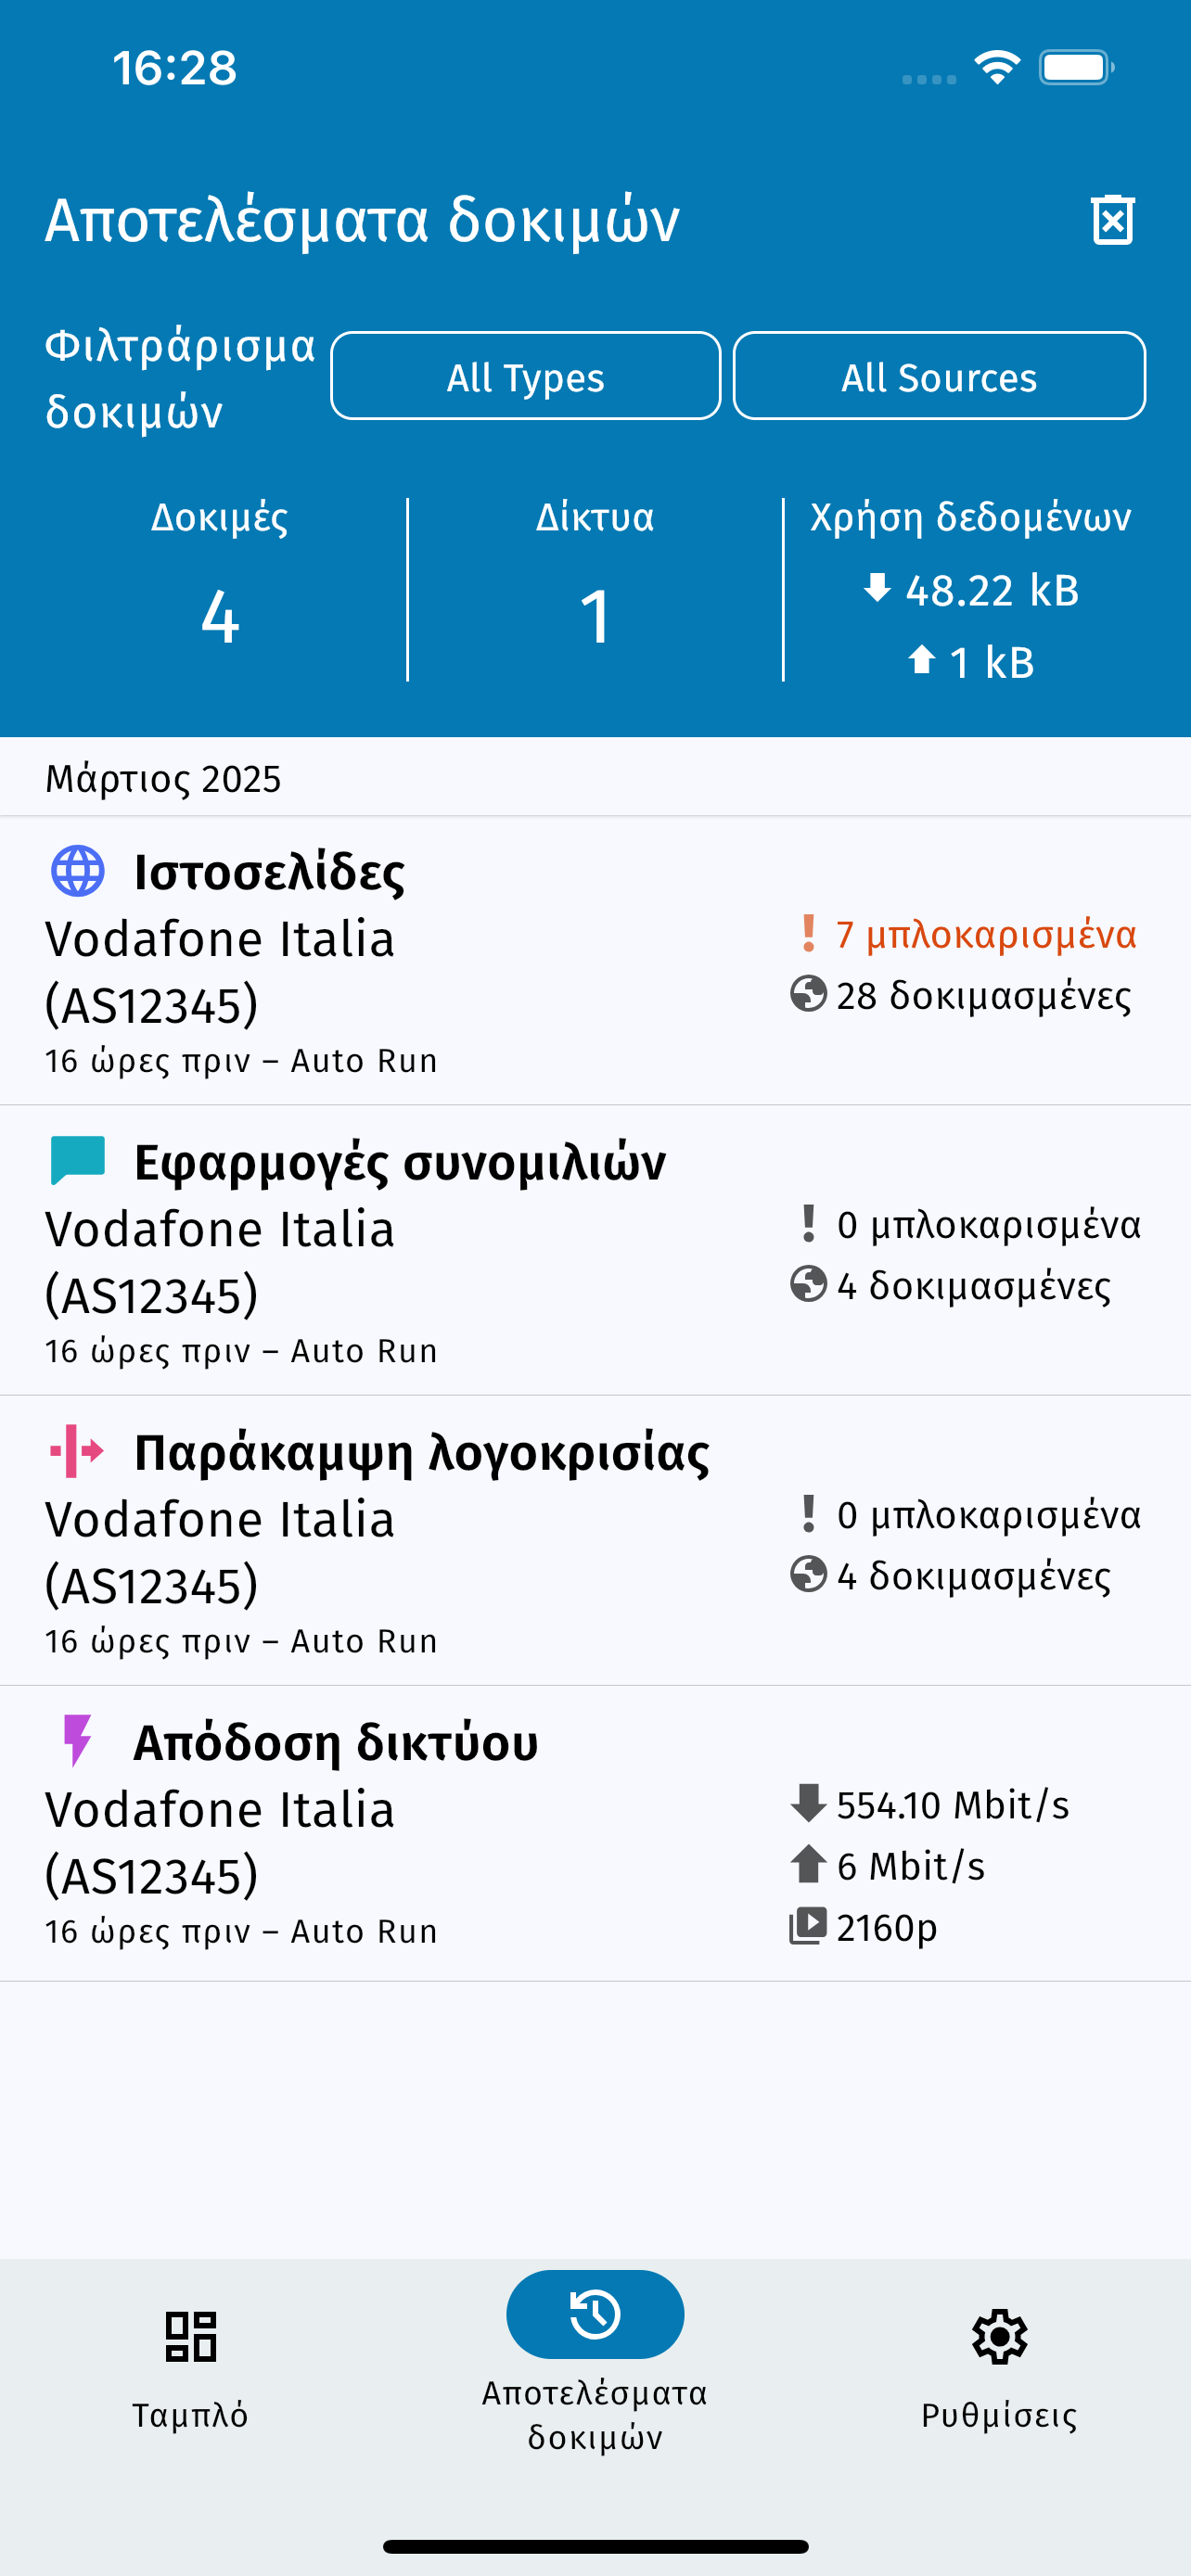 16:28
Αποτελέσματα δοκιμών
Φιλτράρισμα
δοκιμών
All Types
All Sources
Δοκιμές
4
Δίκτυα
1
Χρήση δεδομένων
48.22 kB
1 kB
Μάρτιος 2025
Ιστοσελίδες
Vodafone Italia
(AS12345)
16 ώρες πριν – Auto Run
7 μπλοκαρισμένα
28 δοκιμασμένες
Εφαρμογές συνομιλιών
Vodafone Italia
(AS12345)
16 ώρες πριν – Auto Run
0 μπλοκαρισμένα
4 δοκιμασμένες
Παράκαμψη λογοκρισίας
Vodafone Italia
(AS12345)
16 ώρες πριν – Auto Run
0 μπλοκαρισμένα
4 δοκιμασμένες
Απόδοση δικτύου
Vodafone Italia
(AS12345)
16 ώρες πριν – Auto Run
554.10 Mbit/s
6 Mbit/s
2160p
Ταμπλό
Αποτελέσματα
δοκιμών
Ρυθμίσεις